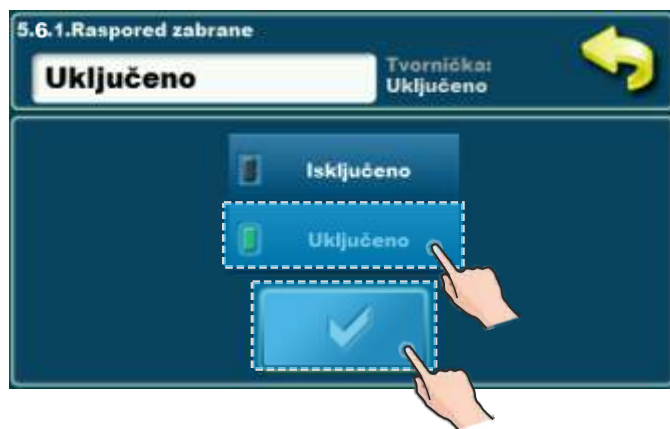 5.6.1.Raspored zabrane
Uključeno
Tvornička:
Uključeno
Isključeno
Uključeno